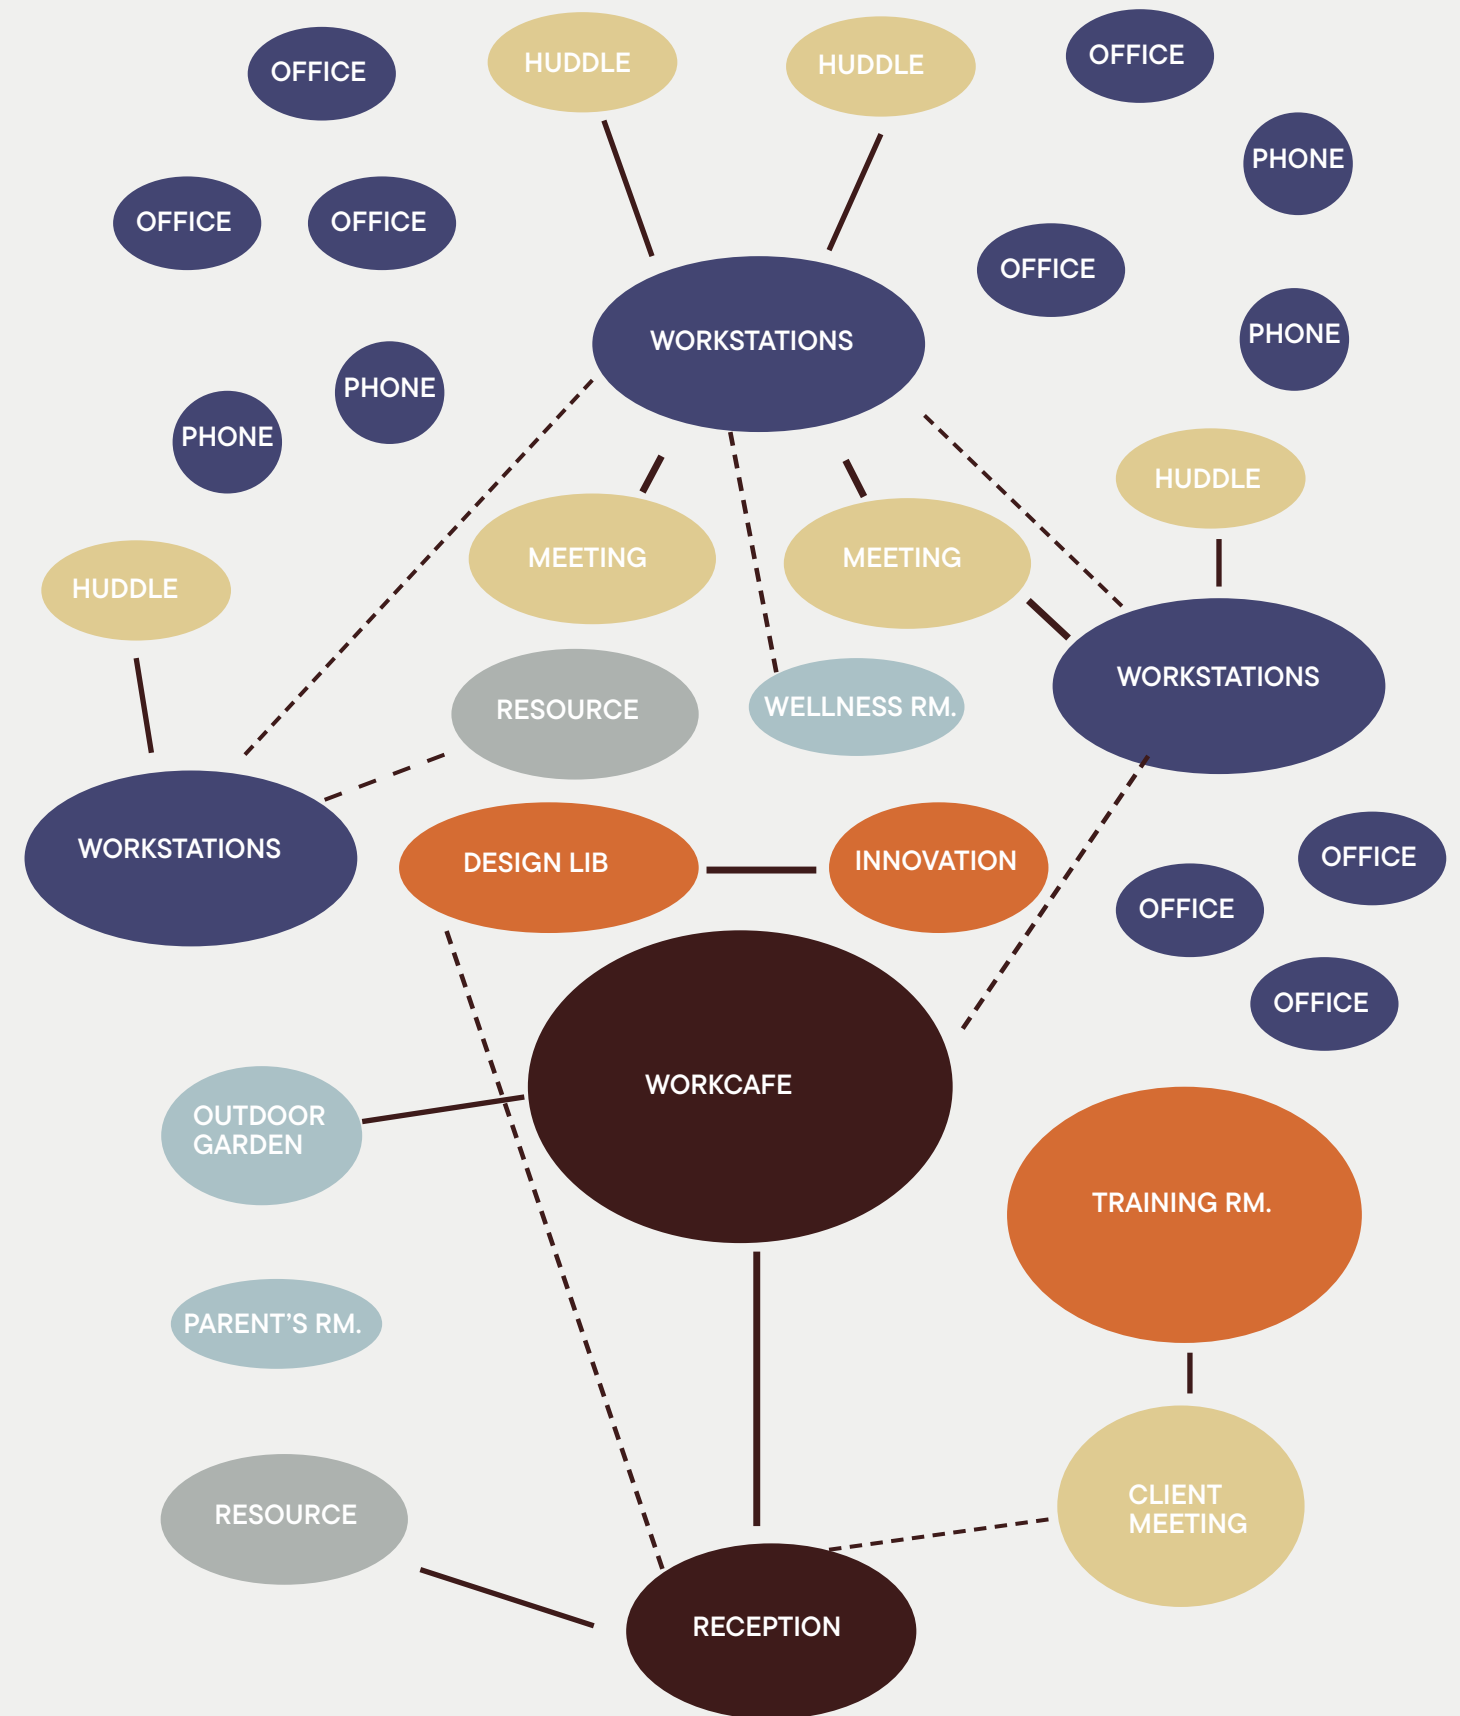 OFFICE
HUDDLE
HUDDLE
OFFICE
PHONE
OFFICE
OFFICE
OFFICE
PHONE
WORKSTATIONS
PHONE
PHONE
HUDDLE
MEETING
MEETING
HUDDLE
WORKSTATIONS
RESOURCE
WELLNESS RM.
WORKSTATIONS
DESIGN LIB
INNOVATION
OFFICE
OFFICE
OFFICE
WORKCAFE
OUTDOOR
GARDEN
TRAINING RM.
PARENT’S RM.
RESOURCE
CLIENT
MEETING
RECEPTION